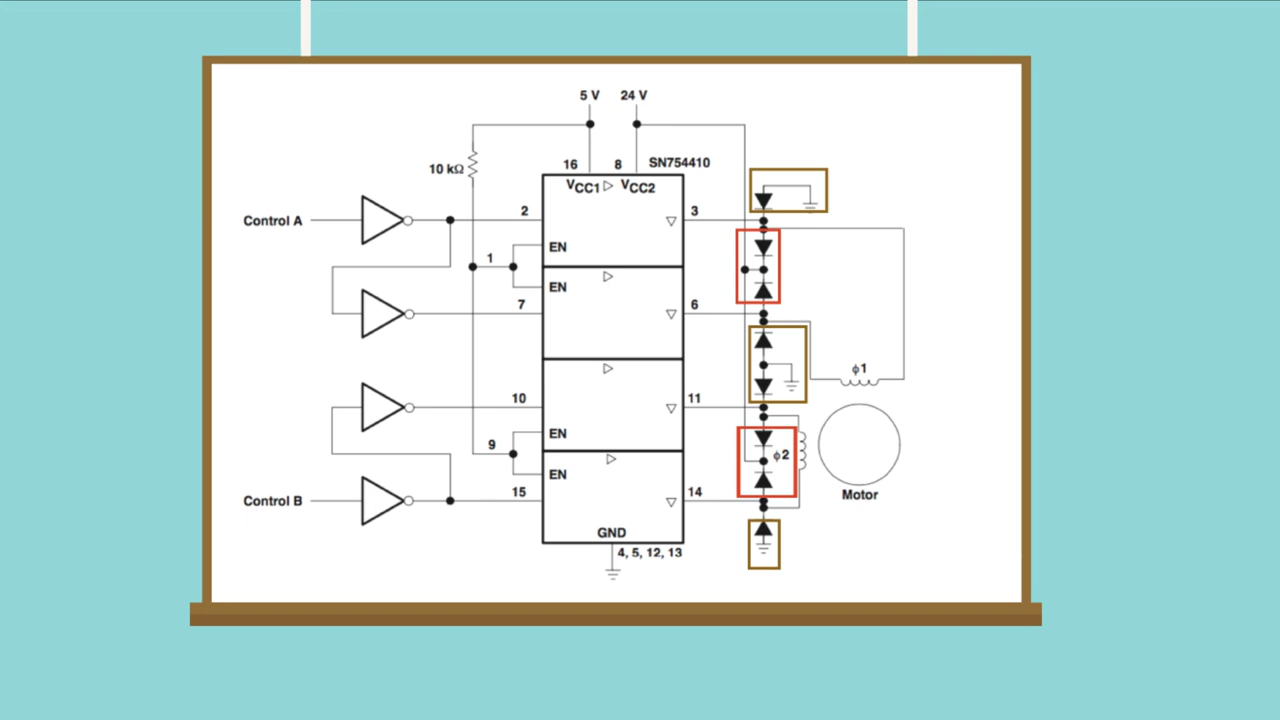 5 V 24 V
10 kΩ 16 8 SN754410
VCC1 VCC2
Control A 2 3
1 EN
EN
7 6
ϕ1
10 11
9 EN ϕ2
EN
Control B 15 14 Motor
GND
4, 5, 12, 13